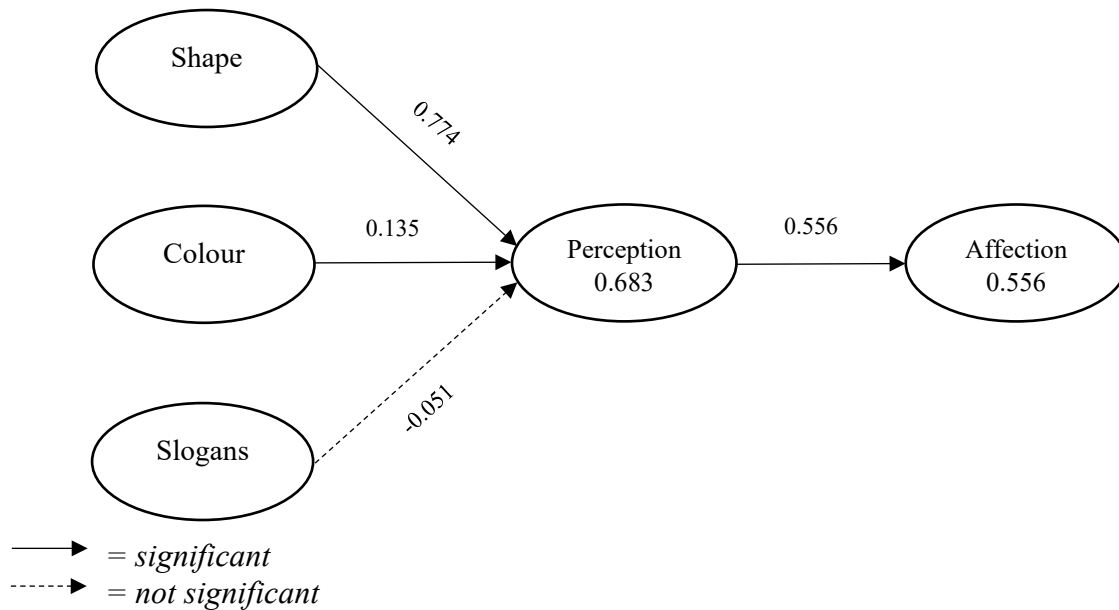 Shape
0.774
Colour
0.135
Perception
0.683
0.556
Affection
0.556
Slogans
-0.051
= significant
= not significant